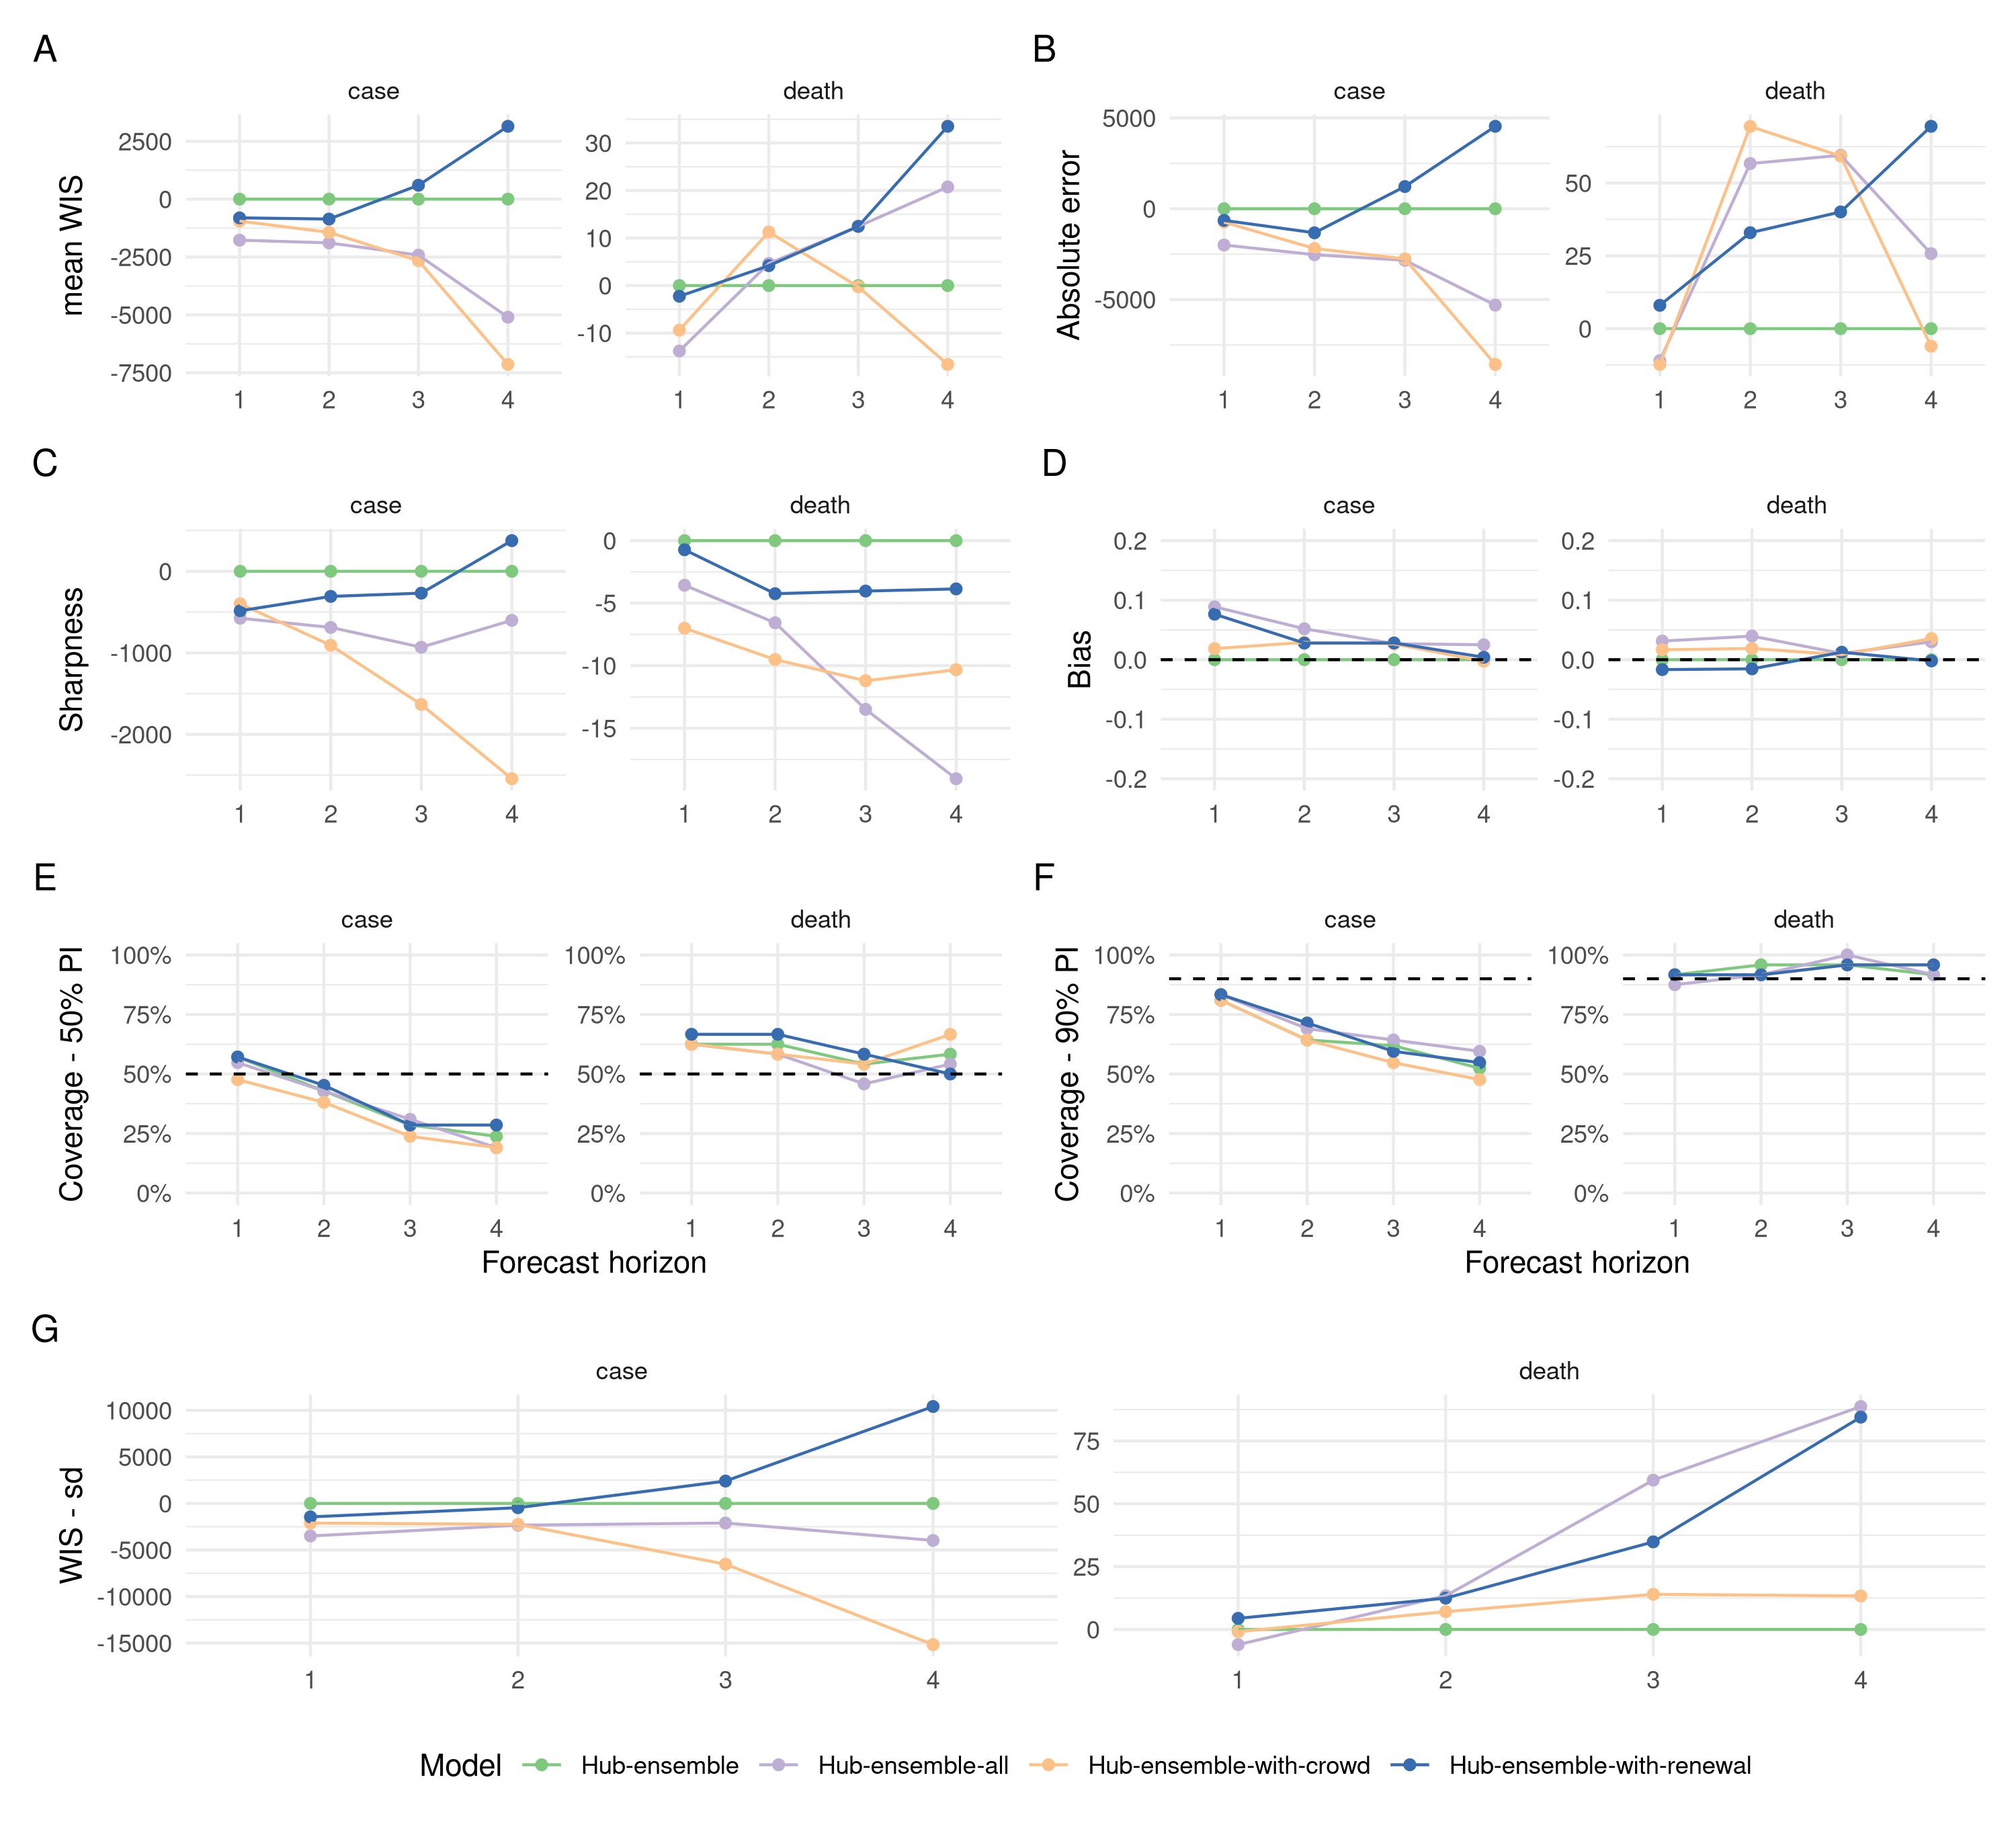 A
case
death
mean WIS
2500
0
-2500
-5000
-7500
30
20
10
0
-10
1 2 3 4
1 2 3 4
B
case
death
Absolute error
5000
0
-5000
50
25
0
1 2 3 4
1 2 3 4
C
case
death
Sharpness
0
-1000
-2000
0
-5
-10
-15
1 2 3 4
1 2 3 4
D
case
death
Bias
0.2
0.1
0.0
-0.1
-0.2
0.2
0.1
0.0
-0.1
-0.2
1 2 3 4
1 2 3 4
E
case
death
Coverage - 50% PI
100%
75%
50%
25%
0%
100%
75%
50%
25%
0%
1 2 3 4
1 2 3 4
Forecast horizon
F
case
death
Coverage - 90% PI
100%
75%
50%
25%
0%
100%
75%
50%
25%
0%
1 2 3 4
1 2 3 4
Forecast horizon
G
case
death
WIS - sd
10000
5000
0
-5000
-10000
-15000
75
50
25
0
1 2 3 4
1 2 3 4
Model Hub-ensemble Hub-ensemble-all Hub-ensemble-with-crowd Hub-ensemble-with-renewal